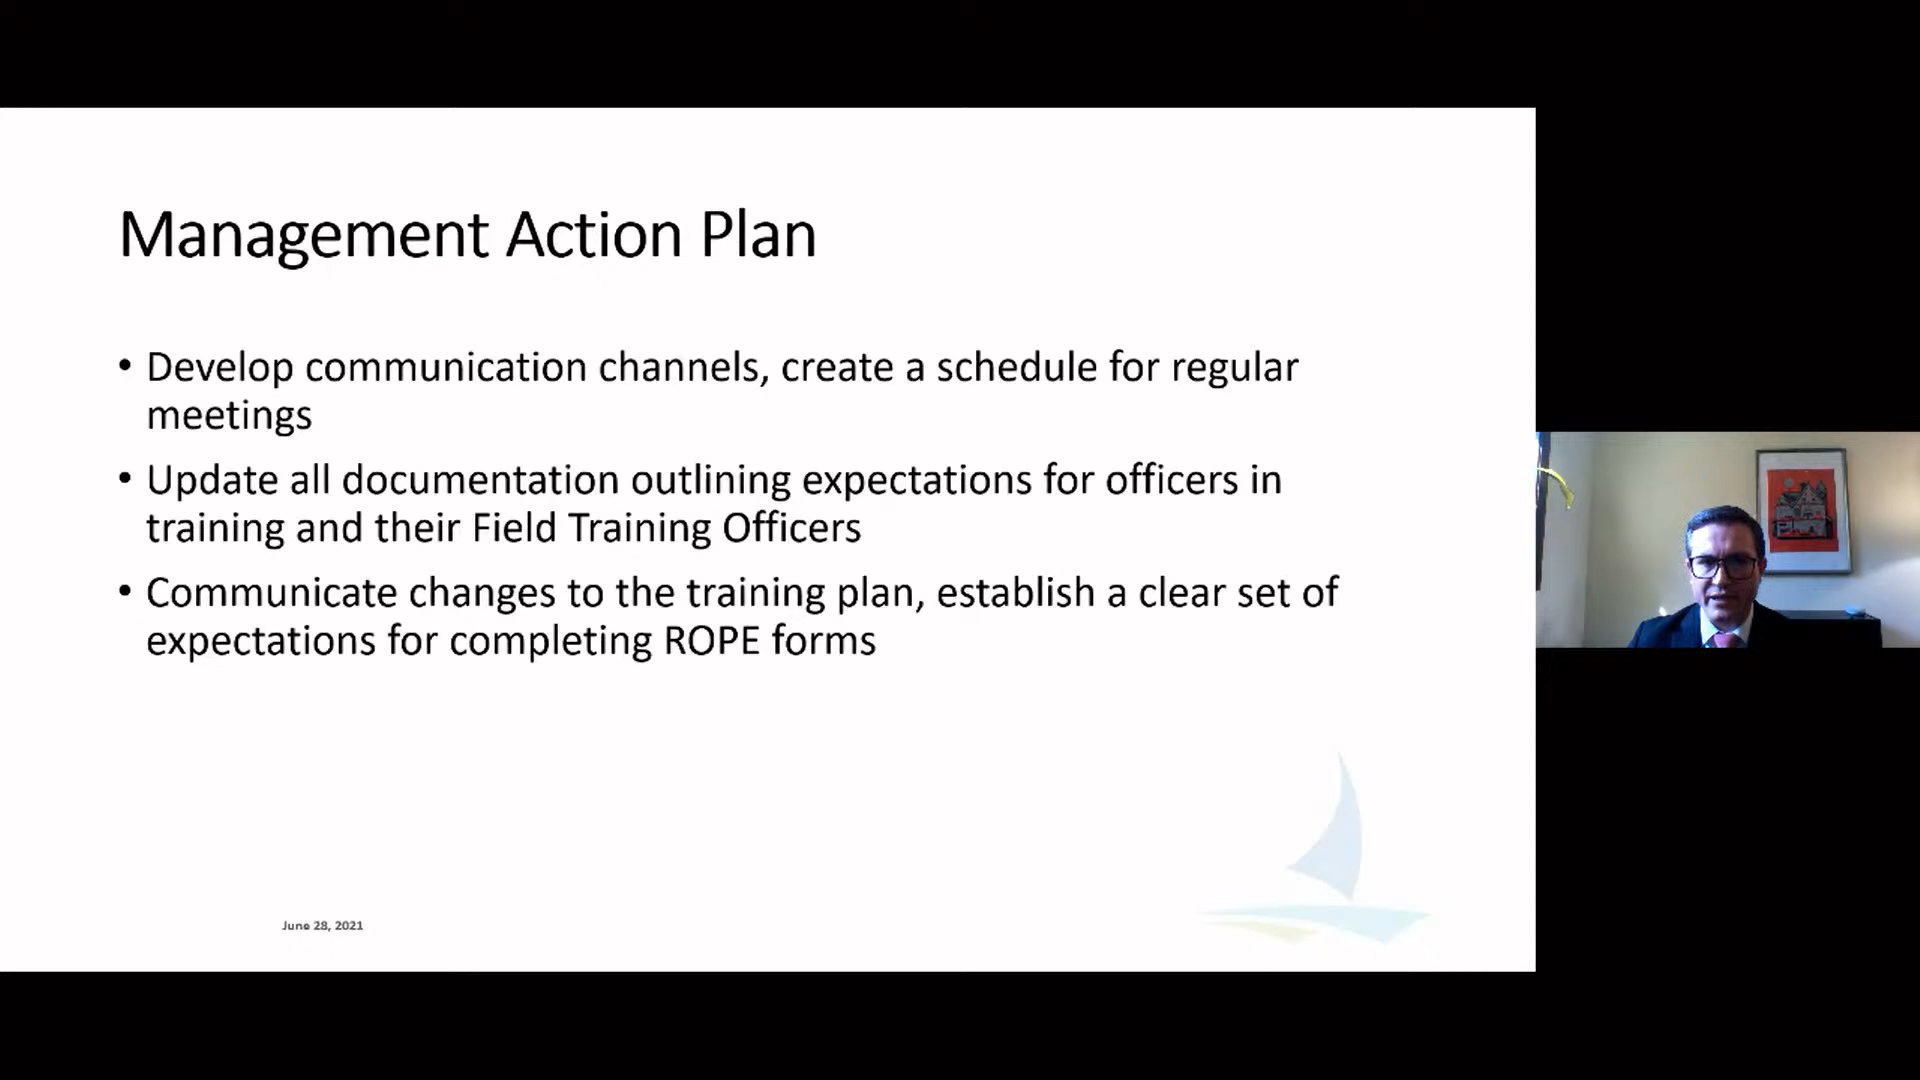 Management Action Plan
• Develop communication channels, create a schedule for regular
meetings
• Update all documentation outlining expectations for officers in
training and their Field Training Officers
• Communicate changes to the training plan, establish a clear set of
expectations for completing ROPE forms
June 28, 2021